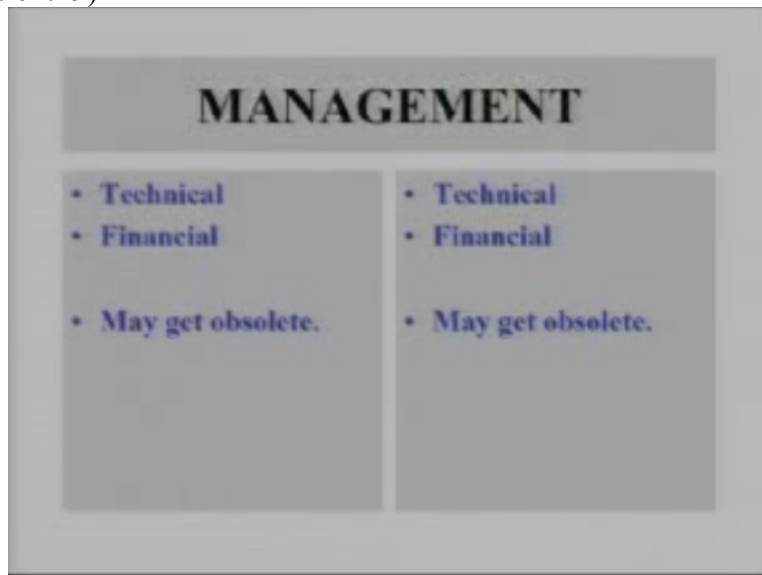 MANAGEMENT
• Technical
• Financial
• May get obsolete.
• Technical
• Financial
• May get obsolete.